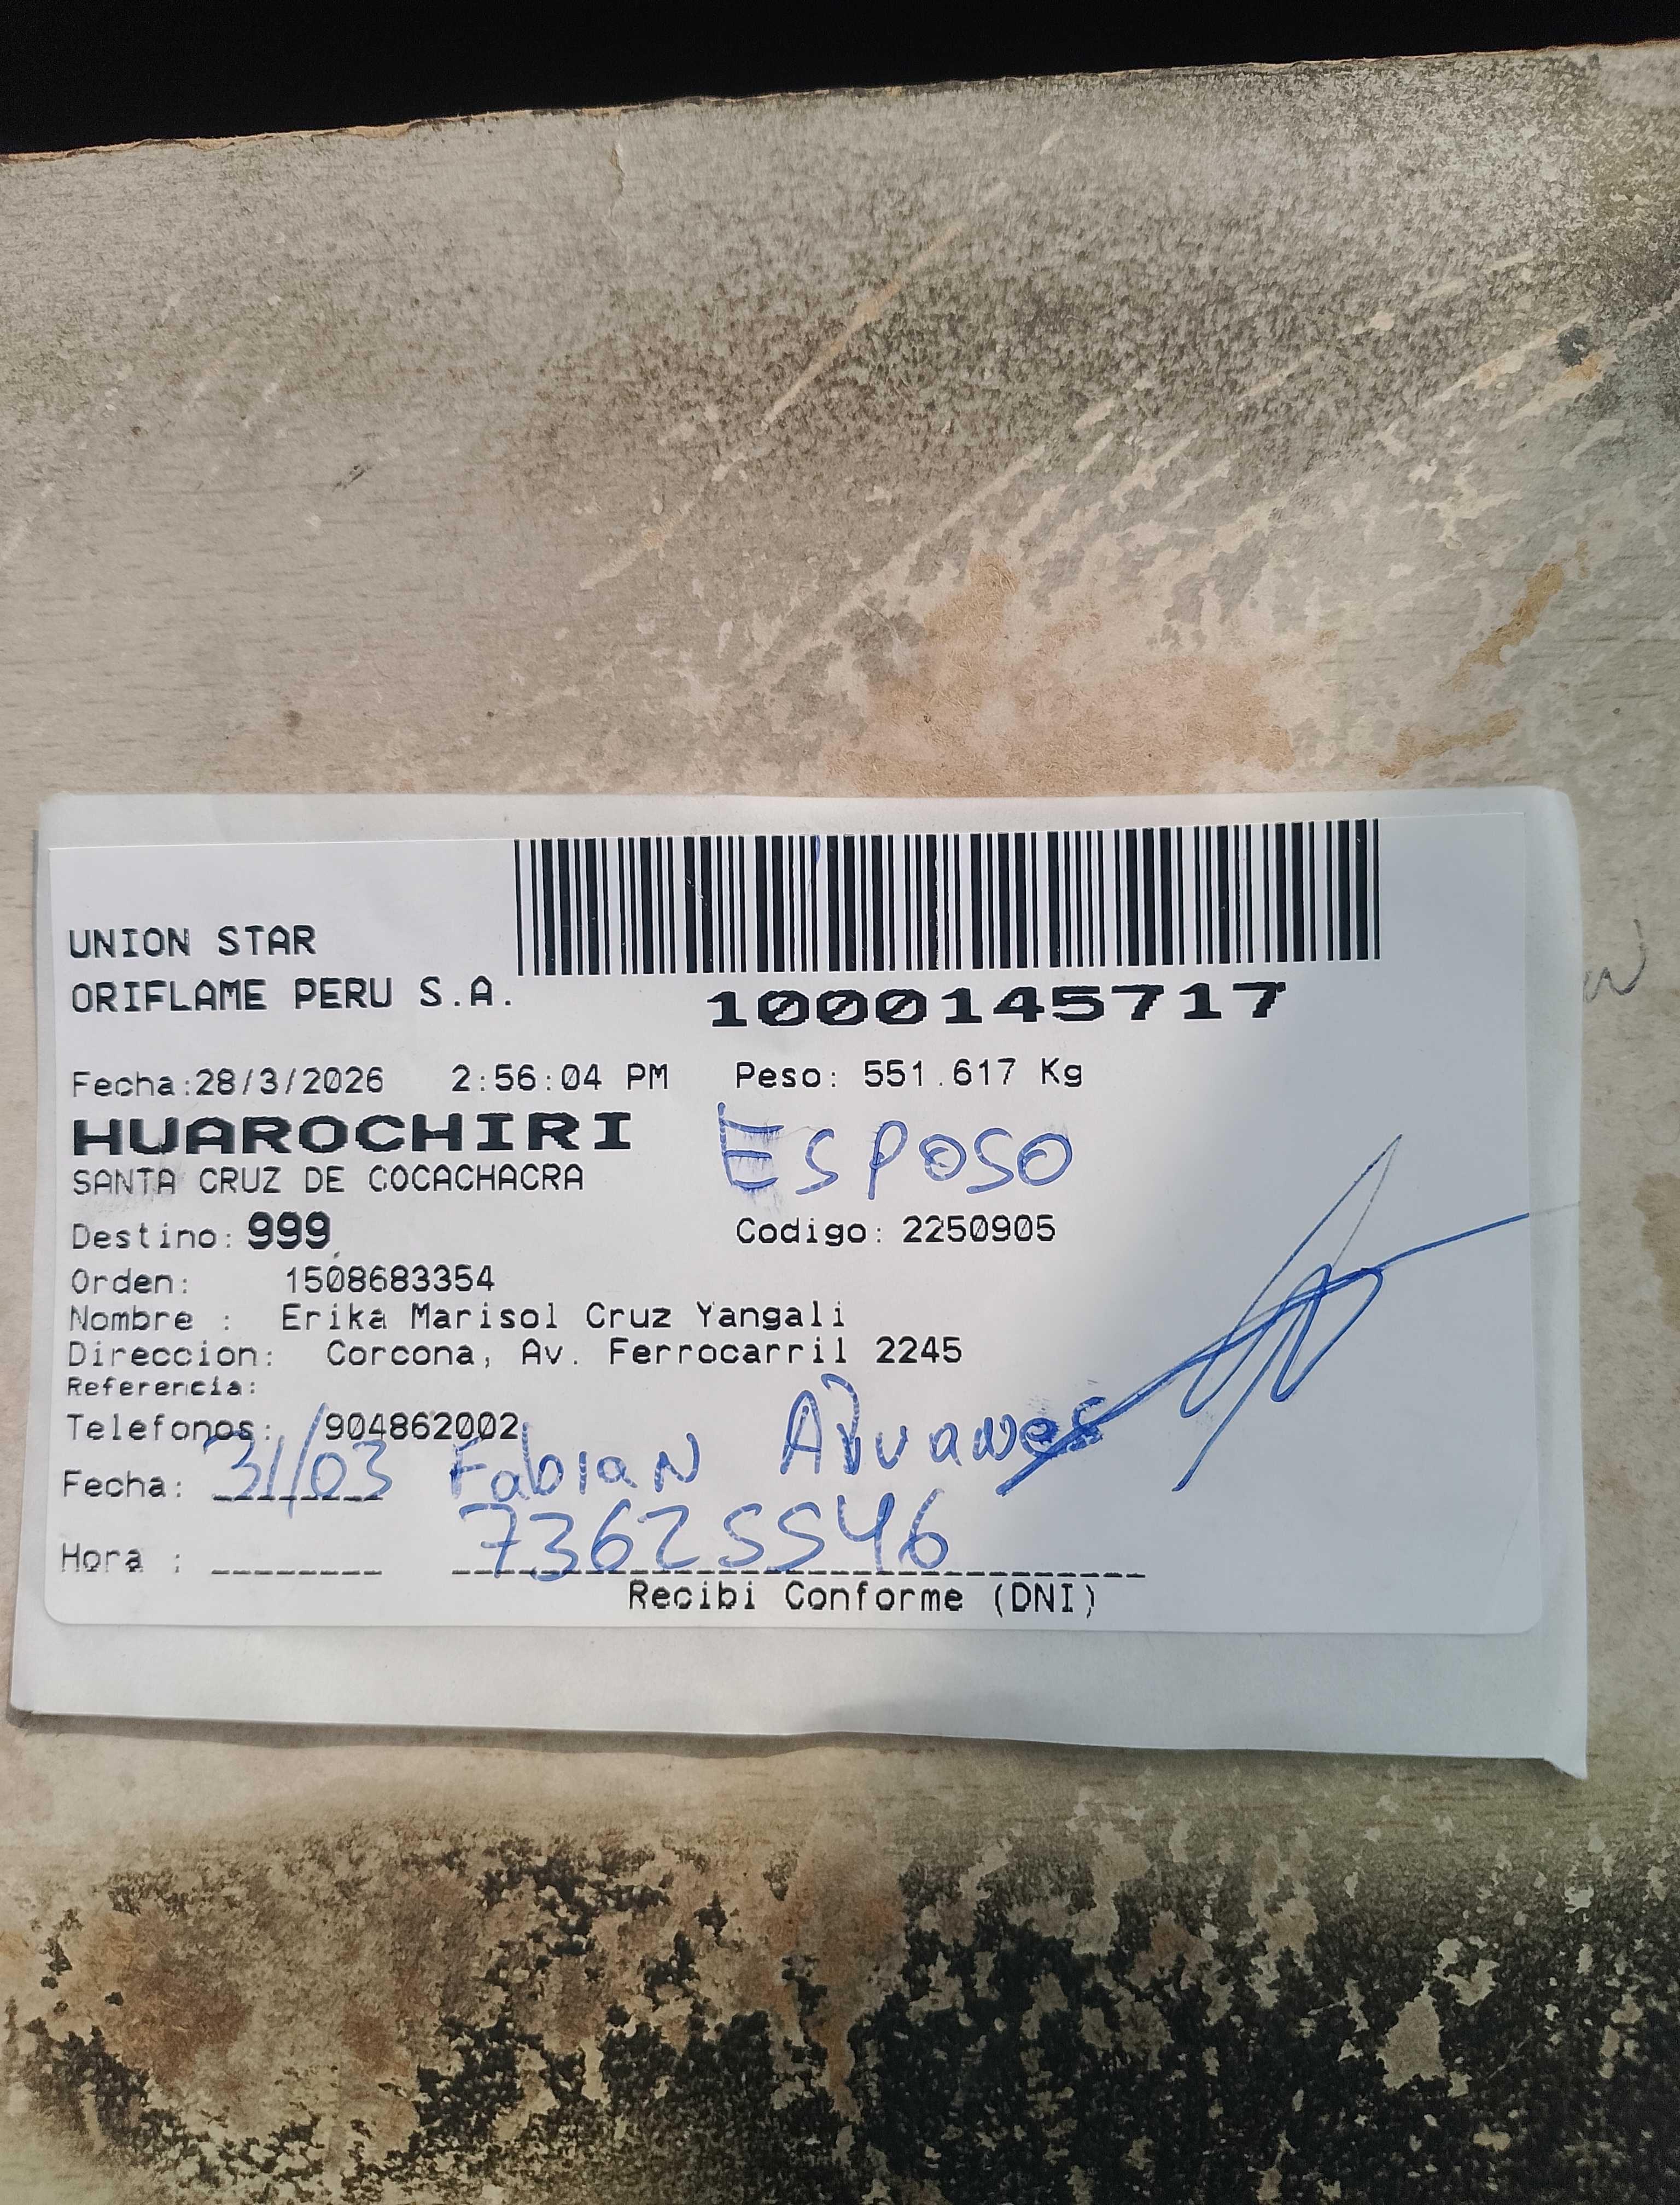 UNION STAR
ORIFLAME PERU S.A.
1000145717
Fecha:28/3/2026 2:56:04 PM Peso: 551.617 Kg
HUAROCHIRI
ESPOSO
SANTA CRUZ DE COCACHACRA
Destino: 999 Codigo: 2250905
Orden: 1508683354
Nombre : Erika Marisol Cruz Yangali
Direccion: Corcona, Av. Ferrocarril 2245
Referencia:
Telefonos: 904862002
Fecha: 31/03 Fabian
Hora : 73625546
Recibi Conforme (DNI)